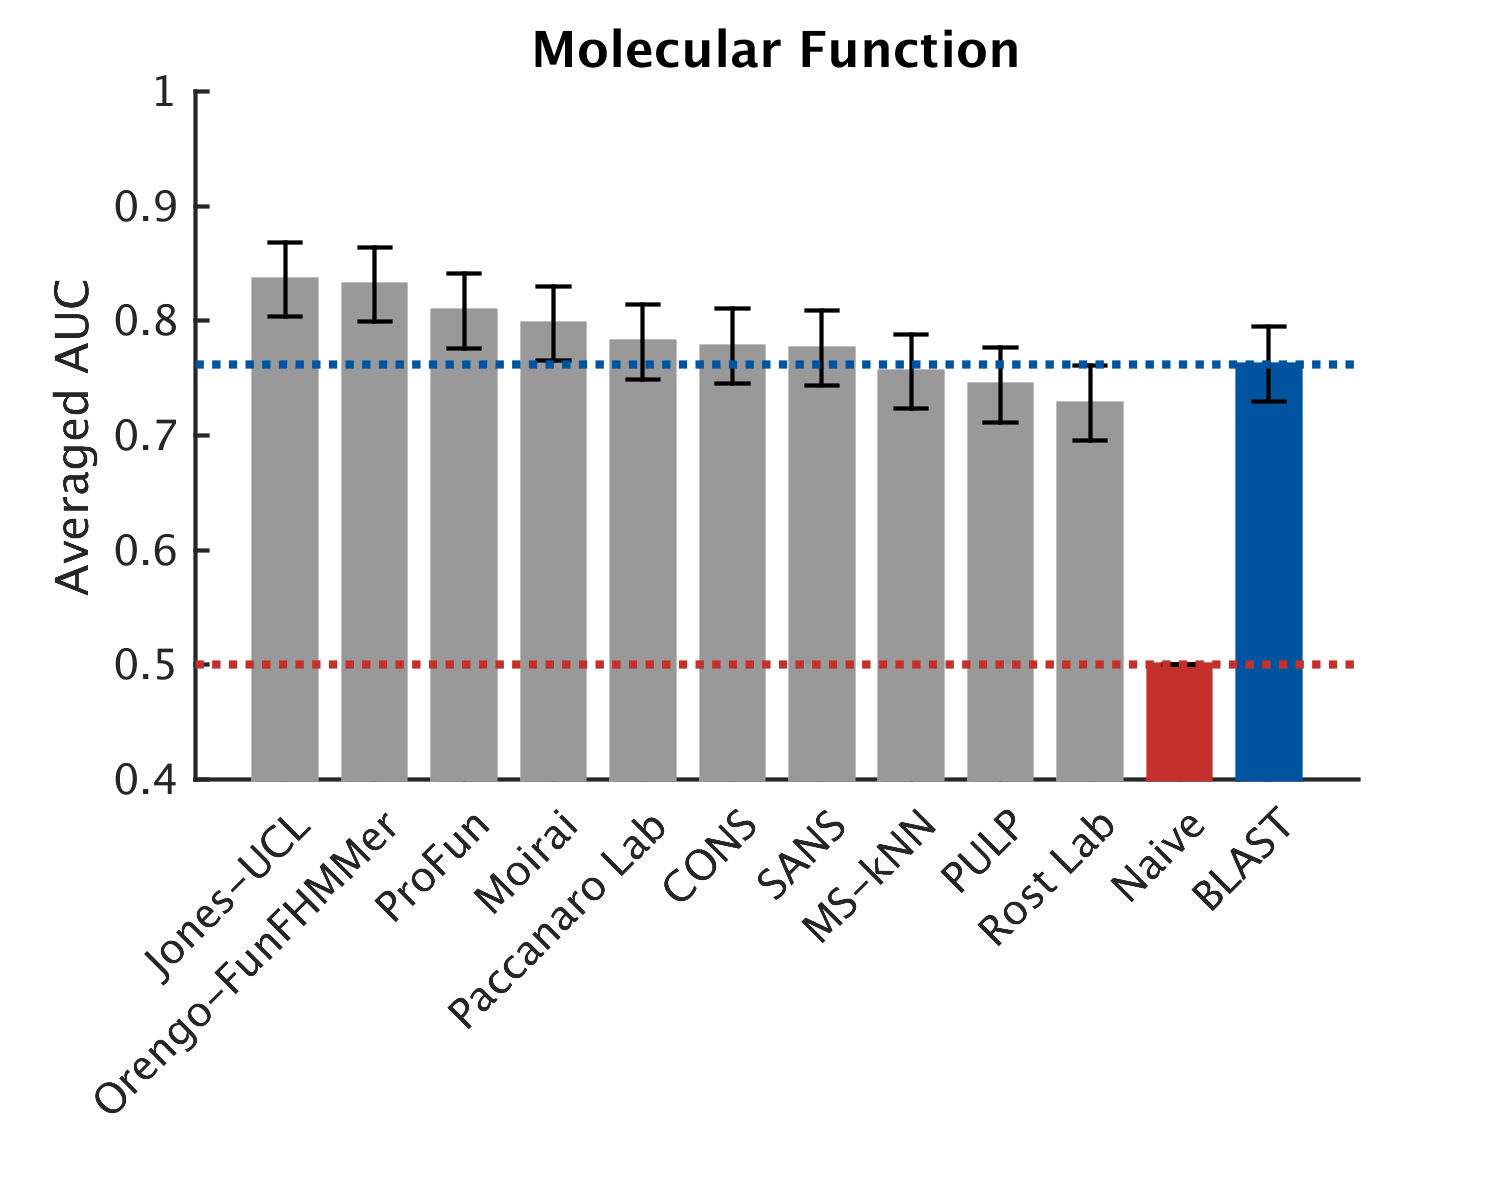 Molecular Function
Averaged AUC
1
0.9
0.8
0.7
0.6
0.5
0.4
Jones-UCL
Orengo-FunFHMMer
ProFun
Moirai
Paccanaro Lab
CONS
SANS
MS-kNN
PULP
Rost Lab
Naive
BLAST